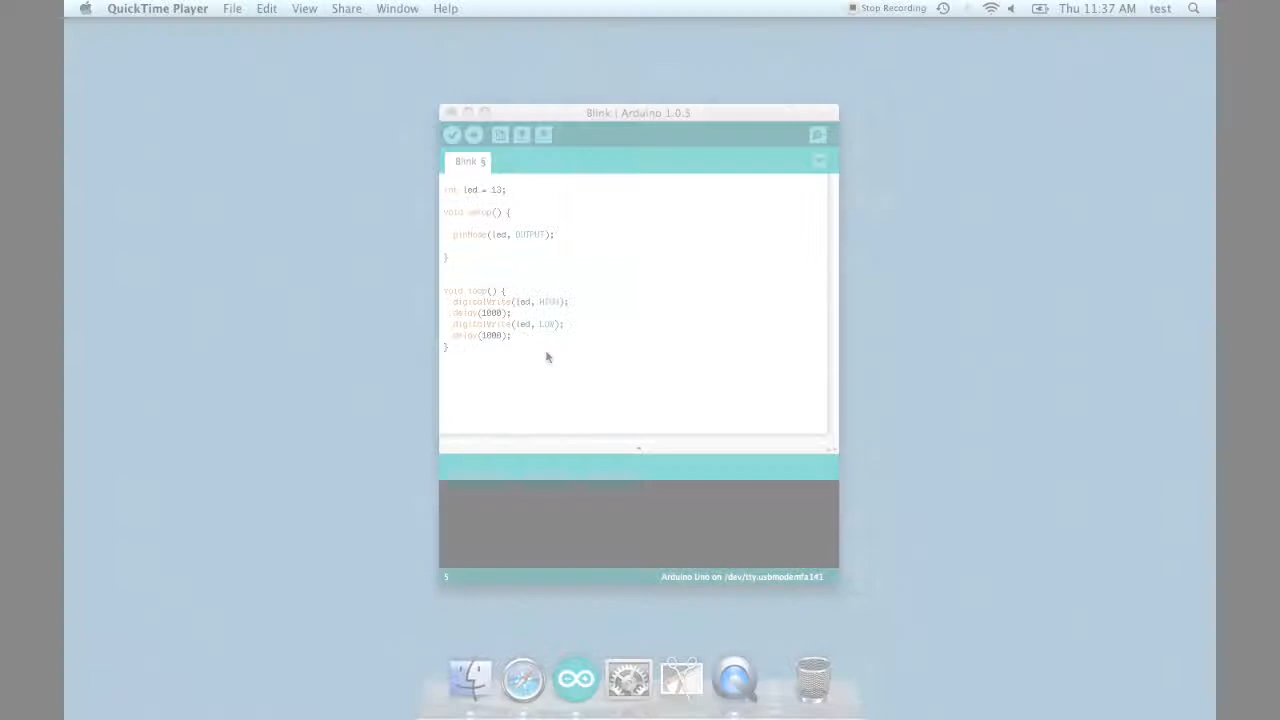 QuickTime Player File Edit View Share Window Help Stop Recording Thu 11:37 AM test
Blink | Arduino 1.0.5
Blink §
int led = 13;
void setup() {
pinMode(led, OUTPUT);
}
void loop() {
digitalWrite(led, HIGH);
delay(1000);
digitalWrite(led, LOW);
delay(1000);
}
5 Arduino Uno on /dev/tty.usbmodemfa141